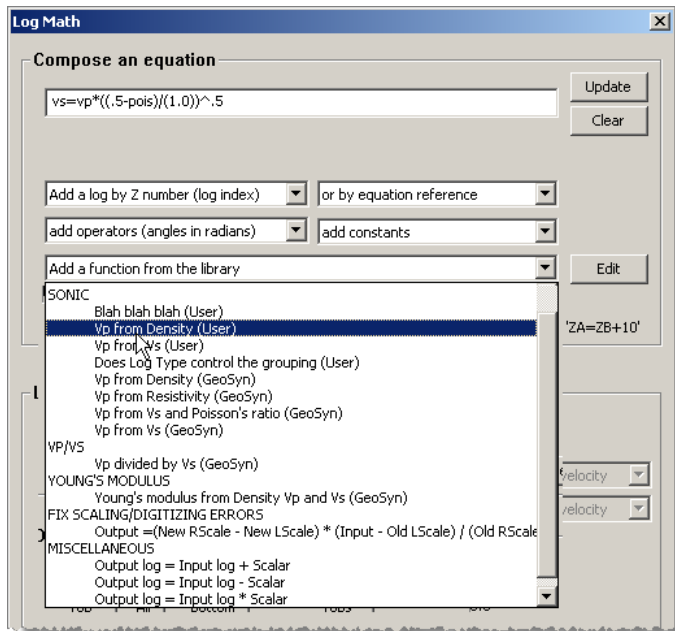 Log Math
Compose an equation
vs=vp*((.5-pois)/(1.0))^.5
Update
Clear
Add a log by Z number (log index)
or by equation reference
add operators (angles in radians)
add constants
Add a function from the library
Edit
SONIC
Blah blah blah (User)
Vp from Density (User)
'ZA=ZB+10'
Vp from Vs (User)
Does Log Type control the grouping (User)
Vp from Density (GeoSyn)
Vp from Resistivity (GeoSyn)
Vp from Vs and Poisson's ratio (GeoSyn)
Vp from Vs (GeoSyn)
VP/VS
Vp divided by Vs (GeoSyn)
velocity
YOUNG'S MODULUS
Young's modulus from Density Vp and Vs (GeoSyn)
velocity
FIX SCALING/DIGITIZING ERRORS
Output =(New RScale - New LScale) * (Input - Old LScale) / (Old RScale
MISCELLANEOUS
Output log = Input log + Scalar
Output log = Input log - Scalar
Output log = Input log * Scalar